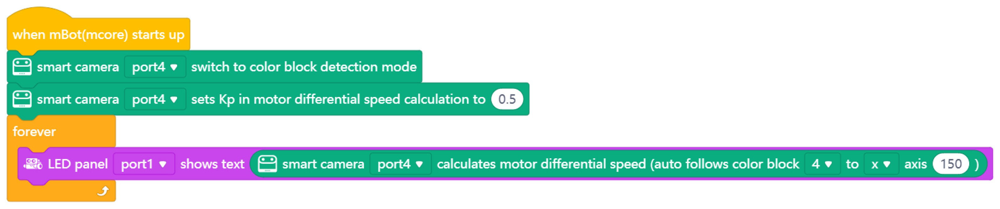 when mBot(mcore) starts up
smart camera port4 switch to color block detection mode
smart camera port4 sets Kp in motor differential speed calculation to 0.5
forever
LED panel port1 shows text smart camera port4 calculates motor differential speed (auto follows color block 4 to x axis 150 )